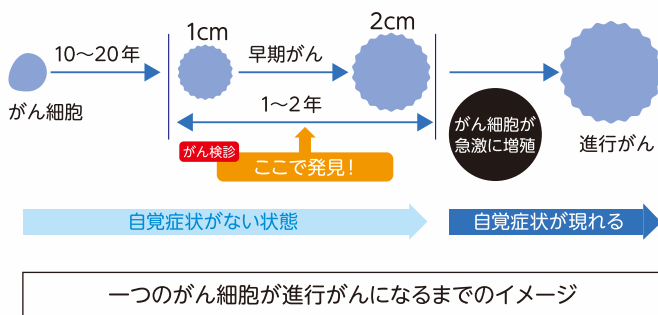 がん細胞
10〜20年
1cm
早期がん
2cm
1〜2年
がん検診
ここで発見！
がん細胞が
急激に増殖
進行がん
自覚症状がない状態
自覚症状が現れる
一つのがん細胞が進行がんになるまでのイメージ